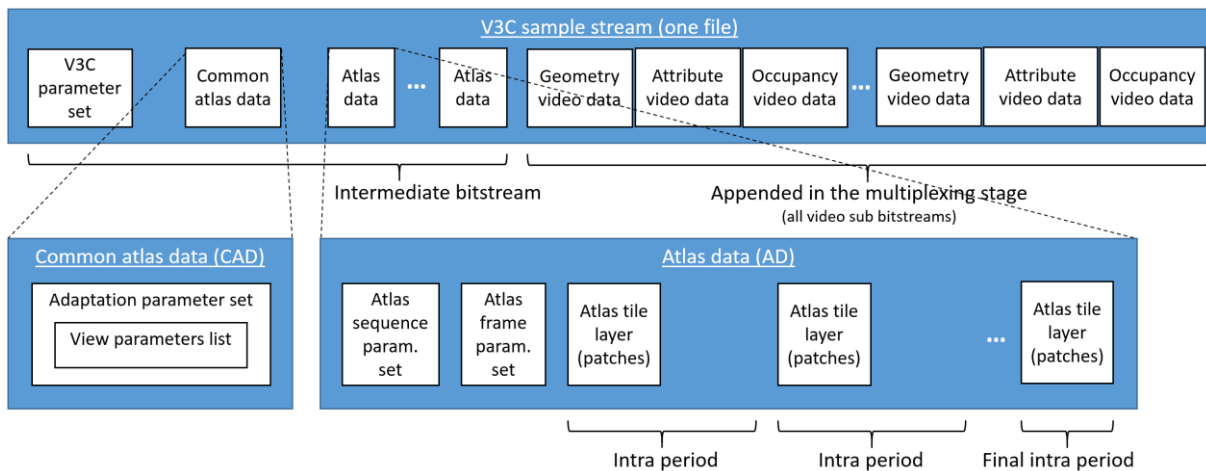 V3C sample stream (one file)
V3C
parameter
set
Common
atlas data
Atlas
data
...
Atlas
data
Geometry
video data
Attribute
video data
Occupancy
video data
...
Geometry
video data
Attribute
video data
Occupancy
video data
Intermediate bitstream
Appended in the multiplexing stage
(all video sub bitstreams)
Common atlas data (CAD)
Adaptation parameter set
View parameters list
Atlas data (AD)
Atlas
sequence
param.
set
Atlas
frame
param.
set
Atlas tile
layer
(patches)
Atlas tile
layer
(patches)
...
Atlas tile
layer
(patches)
Intra period
Intra period
Final intra period